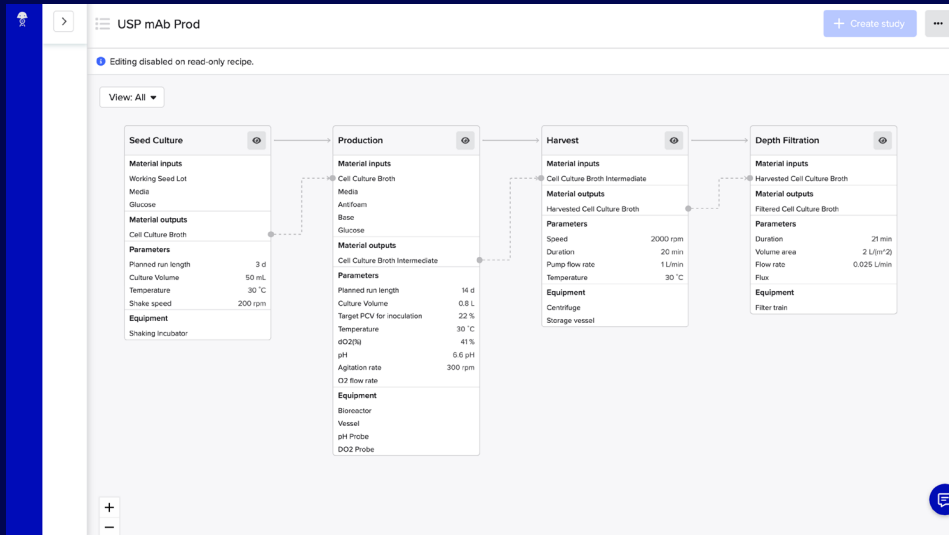 USP mAb Prod
+ Create study
Editing disabled on read-only recipe.
View: All
Seed Culture
Material inputs
Working Seed Lot
Media
Glucose
Material outputs
Cell Culture Broth
Parameters
Planned run length 3 d
Culture Volume 50 mL
Temperature 30 °C
Shake speed 200 rpm
Equipment
Shaking Incubator
Production
Material inputs
Cell Culture Broth
Media
Antifoam
Base
Glucose
Material outputs
Cell Culture Broth Intermediate
Parameters
Planned run length 14 d
Culture Volume 0.8 L
Target PCV for inoculation 22 %
Temperature 30 °C
dO2(%) 41 %
pH 6.6 pH
Agitation rate 300 rpm
O2 flow rate
Equipment
Bioreactor
Vessel
pH Probe
DO2 Probe
Harvest
Material inputs
Cell Culture Broth Intermediate
Material outputs
Harvested Cell Culture Broth
Parameters
Speed 2000 rpm
Duration 20 min
Pump flow rate 1 L/min
Temperature 30 °C
Equipment
Centrifuge
Storage vessel
Depth Filtration
Material inputs
Harvested Cell Culture Broth
Material outputs
Filtered Cell Culture Broth
Parameters
Duration 21 min
Volume area 2 L/(m^2)
Flow rate 0.025 L/min
Flux
Equipment
Filter train